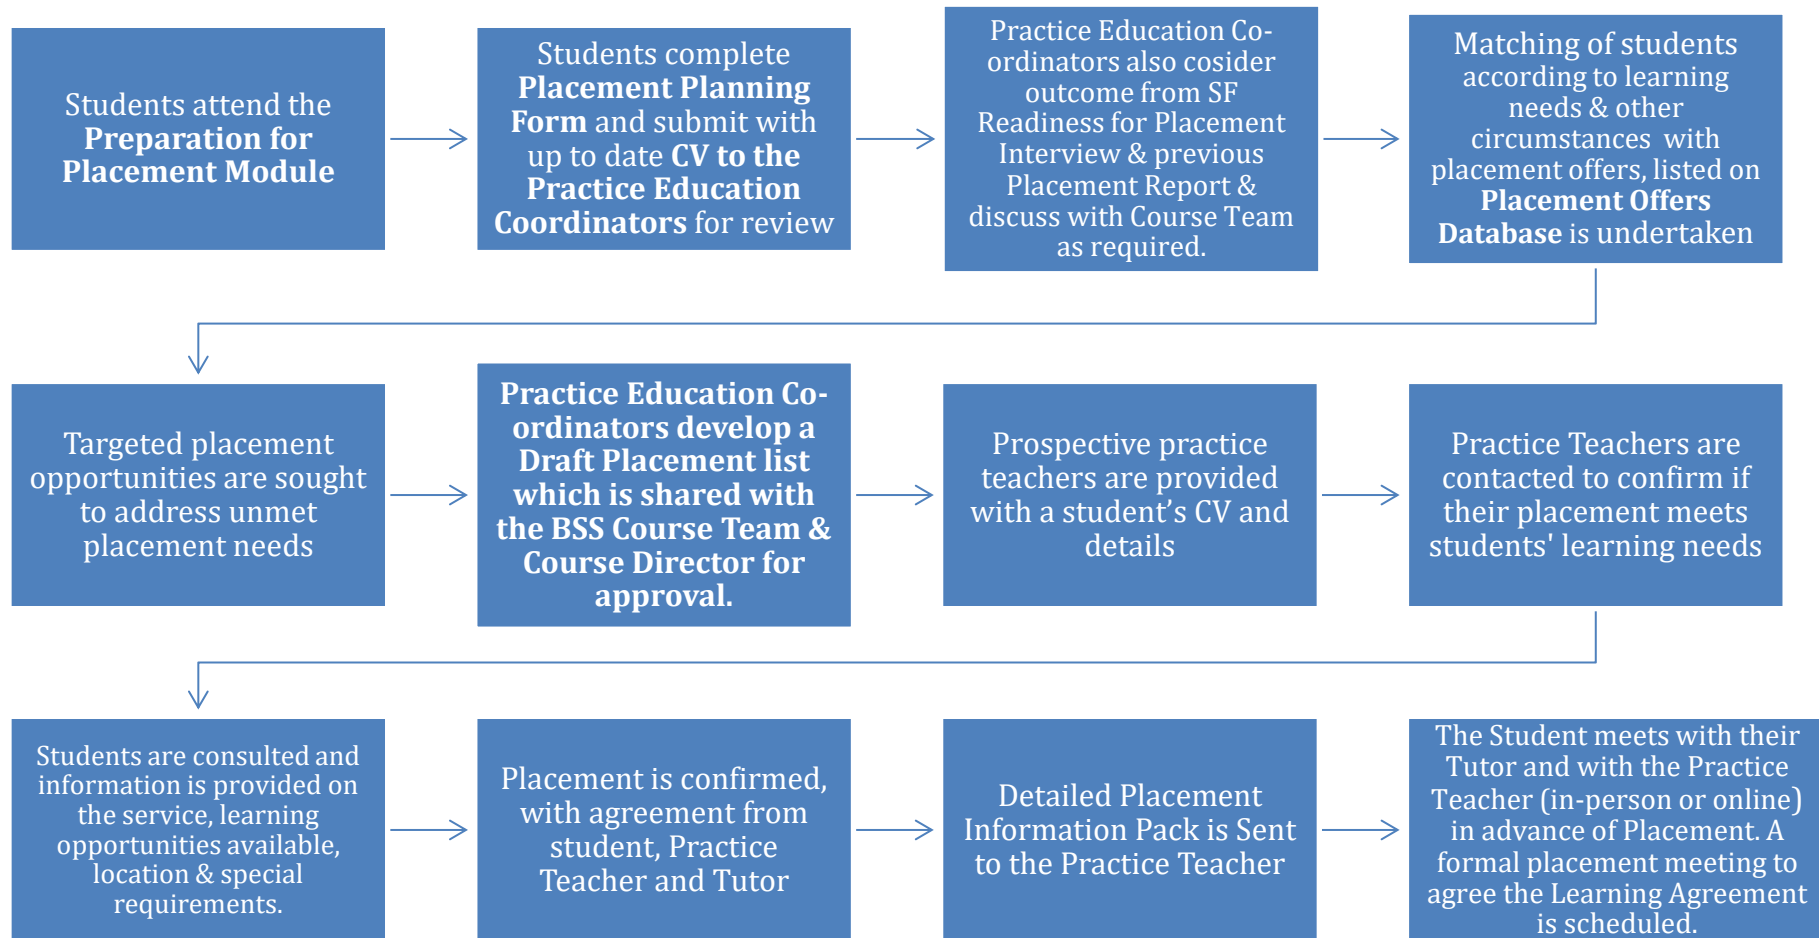 Students attend the
Preparation for
Placement Module
Students complete
Placement Planning
Form and submit with
up to date CV to the
Practice Education
Coordinators for review
Practice Education Co-
ordinators also cosider
outcome from SF
Readiness for Placement
Interview & previous
Placement Report &
discuss with Course Team
as required.
Matching of students
according to learning
needs & other
circumstances with
placement offers, listed on
Placement Offers
Database is undertaken
Targeted placement
opportunities are sought
to address unmet
placement needs
Practice Education Co-
ordinators develop a
Draft Placement list
which is shared with
the BSS Course Team &
Course Director for
approval.
Prospective practice
teachers are provided
with a student’s CV and
details
Practice Teachers are
contacted to confirm if
their placement meets
students' learning needs
Students are consulted and
information is provided on
the service, learning
opportunities available,
location & special
requirements.
Placement is confirmed,
with agreement from
student, Practice
Teacher and Tutor
Detailed Placement
Information Pack is Sent
to the Practice Teacher
The Student meets with their
Tutor and with the Practice
Teacher (in-person or online)
in advance of Placement. A
formal placement meeting to
agree the Learning Agreement
is scheduled.